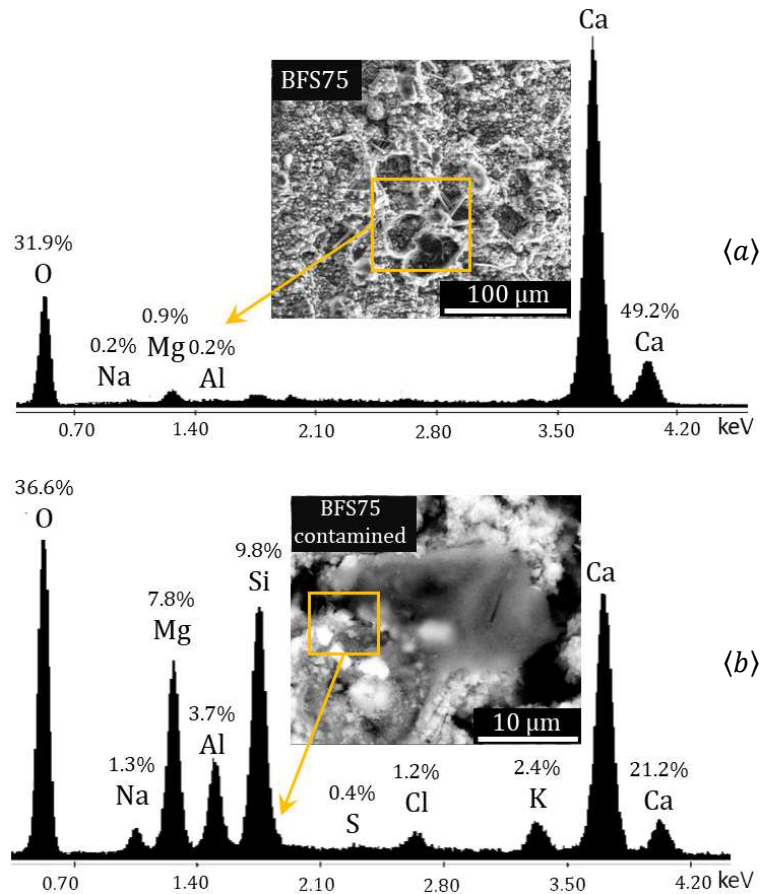 Ca
BFS75
100 μm
⟨a⟩
31.9%
O
0.2%
Na
0.9%
Mg
0.2%
Al
49.2%
Ca
0.70 1.40 2.10 2.80 3.50 4.20 keV
36.6%
O
BFS75
contamined
10 μm
⟨b⟩
1.3%
Na
7.8%
Mg
3.7%
Al
9.8%
Si
0.4%
S
1.2%
Cl
2.4%
K
Ca
21.2%
Ca
0.70 1.40 2.10 2.80 3.50 4.20 keV